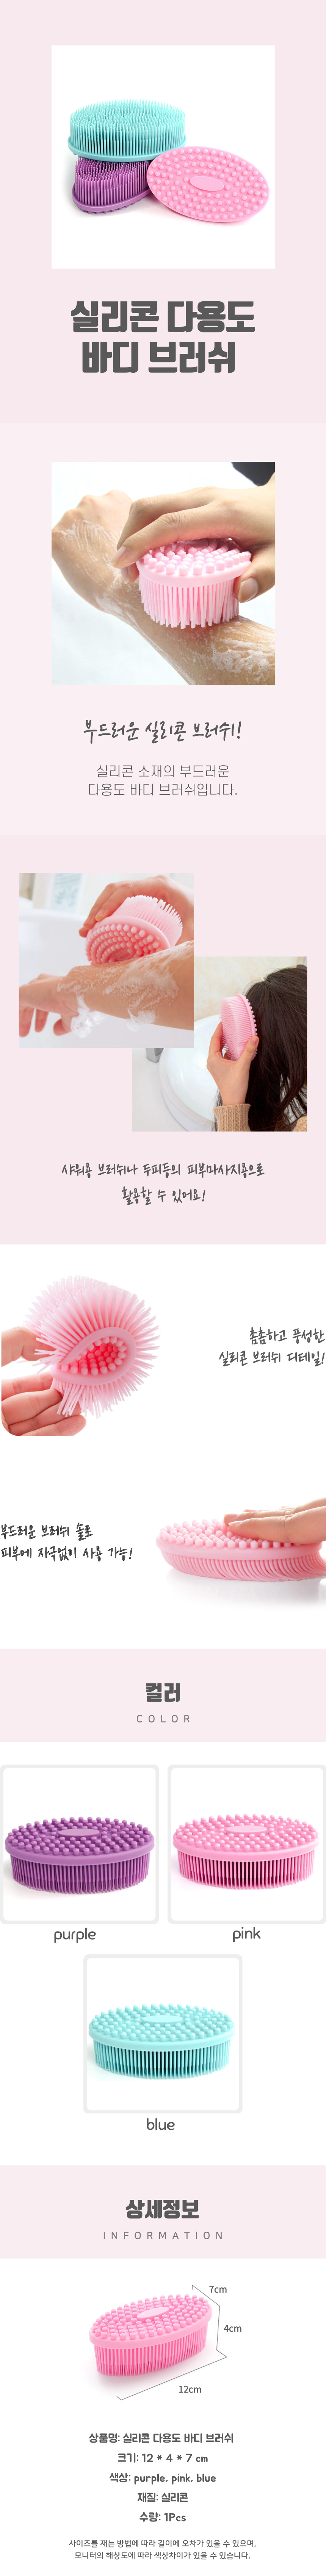 실리콘 다용도
바디 브러쉬
부드러운 실리콘 브러쉬!
실리콘 소재의 부드러운
다용도 바디 브러쉬입니다.
샤워용 브러쉬나 두피등의 피부마사지용으로
활용할 수 있어요!
촘촘하고 풍성한
실리콘 브러쉬 디테일!
부드러운 브러쉬 솔로
피부에 자극없이 사용 가능!
컬러
COLOR
purple
pink
blue
상세정보
INFORMATION
7cm
4cm
12cm
상품명: 실리콘 다용도 바디 브러쉬
크기: 12 * 4 * 7 cm
색상: purple, pink, blue
재질: 실리콘
수량: 1Pcs
사이즈를 재는 방법에 따라 길이에 오차가 있을 수 있으며,
모니터의 해상도에 따라 색상차이가 있을 수 있습니다.